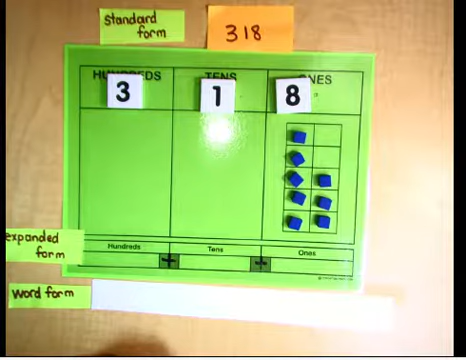 Standard
form
318
HUNDREDS TENS ONES
3 1 8
expanded
form
Hundreds Tens Ones
+ +
word form